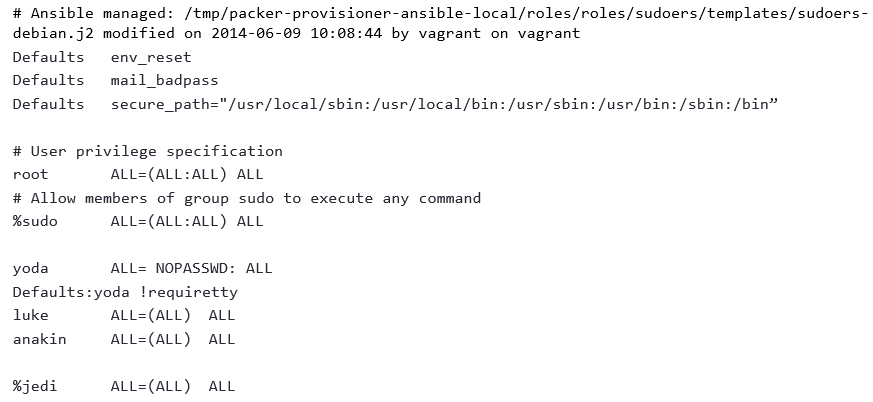 # Ansible managed: /tmp/packer-provisioner-ansible-local/roles/roles/sudoers/templates/sudoers-
debian.j2 modified on 2014-06-09 10:08:44 by vagrant on vagrant
Defaults   env_reset
Defaults   mail_badpass
Defaults   secure_path="/usr/local/sbin:/usr/local/bin:/usr/sbin:/usr/bin:/sbin:/bin”

# User privilege specification
root       ALL=(ALL:ALL) ALL
# Allow members of group sudo to execute any command
%sudo      ALL=(ALL:ALL) ALL

yoda       ALL= NOPASSWD: ALL
Defaults:yoda !requiretty
luke       ALL=(ALL)  ALL
anakin     ALL=(ALL)  ALL

%jedi      ALL=(ALL)  ALL